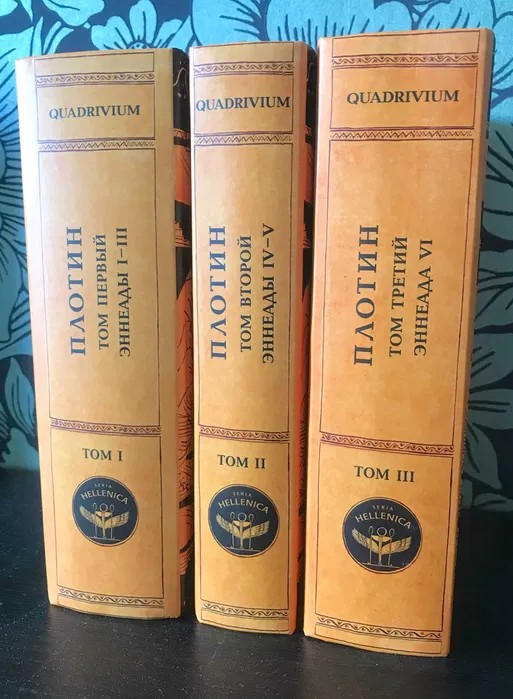 QUADRIVIUM
ПЛОТИН
ТОМ ПЕРВЫЙ
ЭННЕАДЫ I–III
ТОМ I
SERIA
HELLENICA
QUADRIVIUM
ПЛОТИН
ТОМ ВТОРОЙ
ЭННЕАДЫ IV–V
ТОМ II
SERIA
HELLENICA
QUADRIVIUM
ПЛОТИН
ТОМ ТРЕТИЙ
ЭННЕАДА VI
ТОМ III
SERIA
HELLENICA